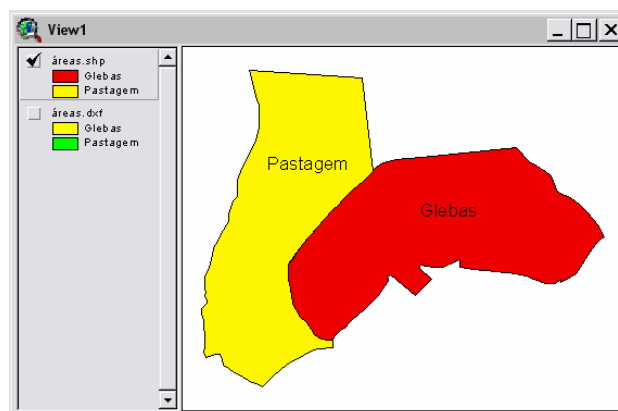 View1
áreas.shp
Glebas
Pastagem
áreas.dxf
Glebas
Pastagem
Pastagem
Glebas